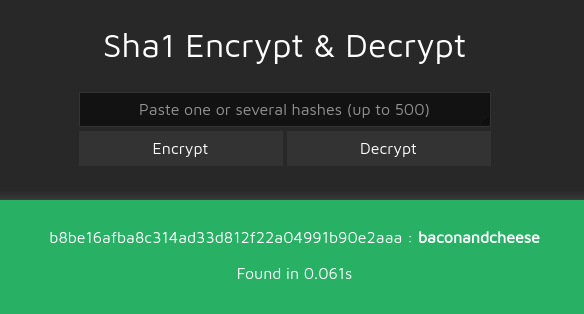 Sha1 Encrypt & Decrypt
Paste one or several hashes (up to 500)
Encrypt
Decrypt
b8be16afba8c314ad33d812f22a04991b90e2aaa : baconandcheese
Found in 0.061s